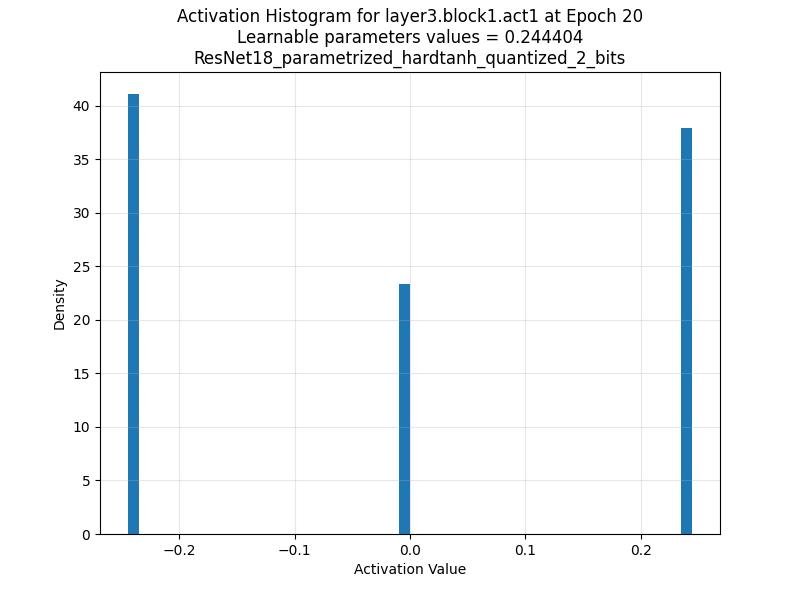 Activation Histogram for layer3.block1.act1 at Epoch 20
Learnable parameters values = 0.244404
ResNet18_parametrized_hardtanh_quantized_2_bits
Density
40
35
30
25
20
15
10
5
0
−0.2
−0.1
0.0
0.1
0.2
Activation Value